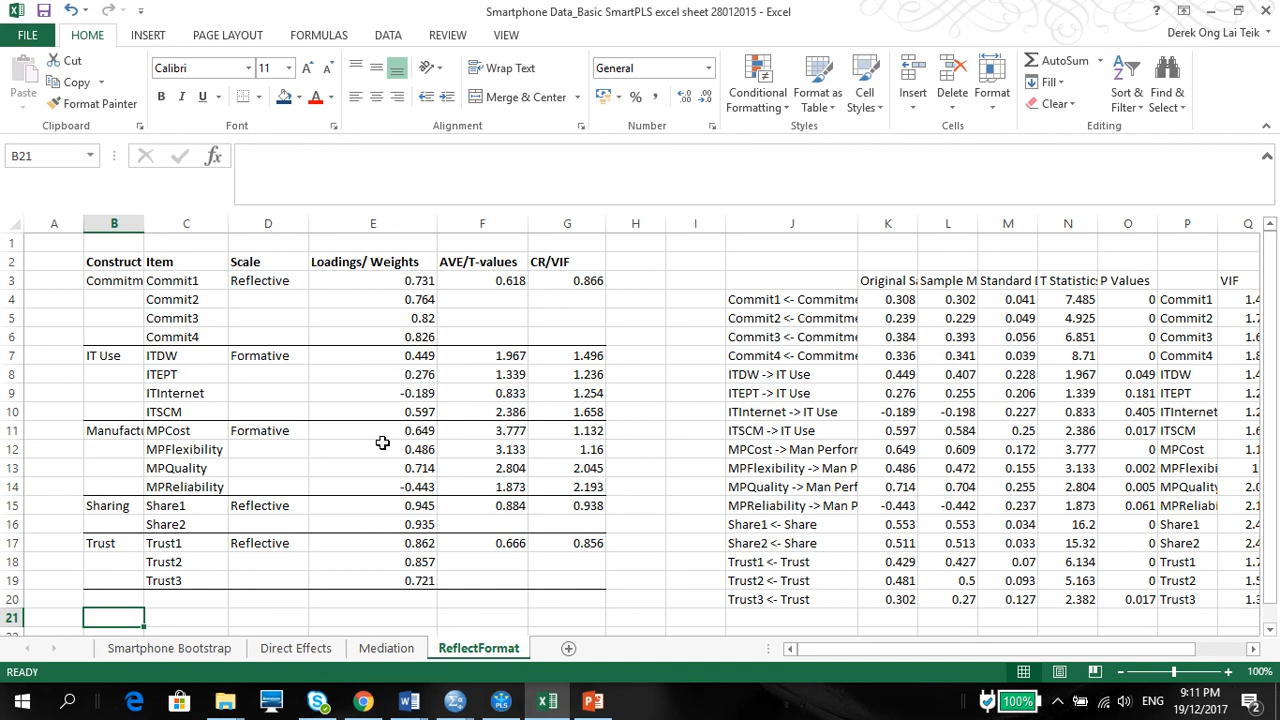 Smartphone Data_Basic SmartPLS excel sheet 28012015 - Excel
FILE HOME INSERT PAGE LAYOUT FORMULAS DATA REVIEW VIEW Derek Ong Lai Teik
Cut Calibri 11 Wrap Text General AutoSum
Copy Fill
Paste Format Painter B I U Merge & Center % Conditional Formatting Format as Table Cell Styles Insert Delete Format Clear Sort & Filter Find & Select
Clipboard Font Alignment Number Styles Cells Editing
B21 fx
A B C D E F G H I J K L M N O P Q
1
2 Construct Item Scale Loadings/ Weights AVE/T-values CR/VIF
3 Commitm Commit1 Reflective 0.731 0.618 0.866 Original Sa Sample M Standard D T Statistics P Values VIF
4 Commit2 0.764 Commit1 <- Commitme 0.308 0.302 0.041 7.485 0 Commit1 1.4
5 Commit3 0.82 Commit2 <- Commitme 0.239 0.229 0.049 4.925 0 Commit2 1.7
6 Commit4 0.826 Commit3 <- Commitme 0.384 0.393 0.056 6.851 0 Commit3 1.6
7 IT Use ITDW Formative 0.449 1.967 1.496 Commit4 <- Commitme 0.336 0.341 0.039 8.71 0 Commit4 1.8
8 ITEPT 0.276 1.339 1.236 ITDW -> IT Use 0.449 0.407 0.228 1.967 0.049 ITDW 1.4
9 ITInternet -0.189 0.833 1.254 ITEPT -> IT Use 0.276 0.255 0.206 1.339 0.181 ITEPT 1.2
10 ITSCM 0.597 2.386 1.658 ITInternet -> IT Use -0.189 -0.198 0.227 0.833 0.405 ITInternet 1.2
11 Manufactu MPCost Formative 0.649 3.777 1.132 ITSCM -> IT Use 0.597 0.584 0.25 2.386 0.017 ITSCM 1.6
12 MPFlexibility 0.486 3.133 1.16 MPCost -> Man Perform 0.649 0.609 0.172 3.777 0 MPCost 1.1
13 MPQuality 0.714 2.804 2.045 MPFlexibility -> Man P 0.486 0.472 0.155 3.133 0.002 MPFlexibi 1
14 MPReliability -0.443 1.873 2.193 MPQuality -> Man Perf 0.714 0.704 0.255 2.804 0.005 MPQuality 2.0
15 Sharing Share1 Reflective 0.945 0.884 0.938 MPReliability -> Man P -0.443 -0.442 0.237 1.873 0.061 MPReliabi 2.1
16 Share2 0.935 Share1 <- Share 0.553 0.553 0.034 16.2 0 Share1 2.4
17 Trust Trust1 Reflective 0.862 0.666 0.856 Share2 <- Share 0.511 0.513 0.033 15.32 0 Share2 2.4
18 Trust2 0.857 Trust1 <- Trust 0.429 0.427 0.07 6.134 0 Trust1 1.7
19 Trust3 0.721 Trust2 <- Trust 0.481 0.5 0.093 5.163 0 Trust2 1.5
20 Trust3 <- Trust 0.302 0.27 0.127 2.382 0.017 Trust3 1.3
21
Smartphone Bootstrap Direct Effects Mediation ReflectFormat
READY 100%
100% ENG 9:11 PM
19/12/2017 2